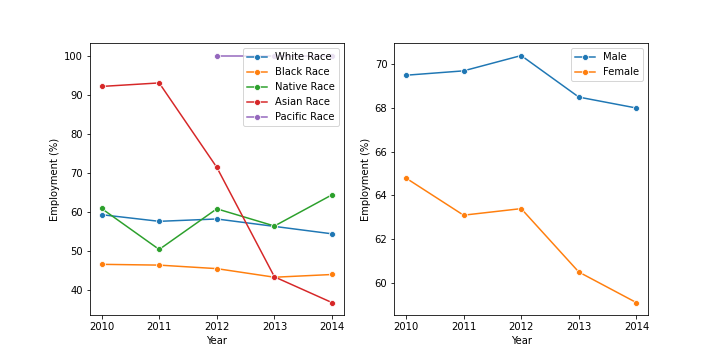 100
90
80
70
60
50
40
Employment (%)
2010 2011 2012 2013 2014
Year
White Race
Black Race
Native Race
Asian Race
Pacific Race
70
68
66
64
62
60
Employment (%)
2010 2011 2012 2013 2014
Year
Male
Female